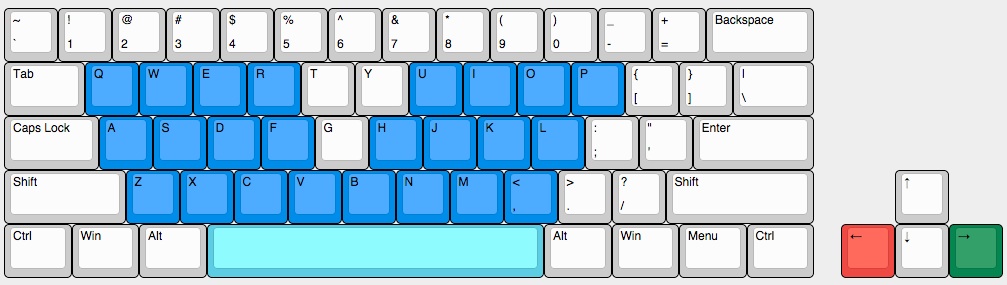 ~ ! @ # $ % ^ & * ( ) _ + Backspace
` 1 2 3 4 5 6 7 8 9 0 - =
Tab Q W E R T Y U I O P { } |
[ ] \
Caps Lock A S D F G H J K L : " Enter
; '
Shift Z X C V B N M < > ? Shift ↑
, . /
Ctrl Win Alt Alt Win Menu Ctrl ← ↓ →